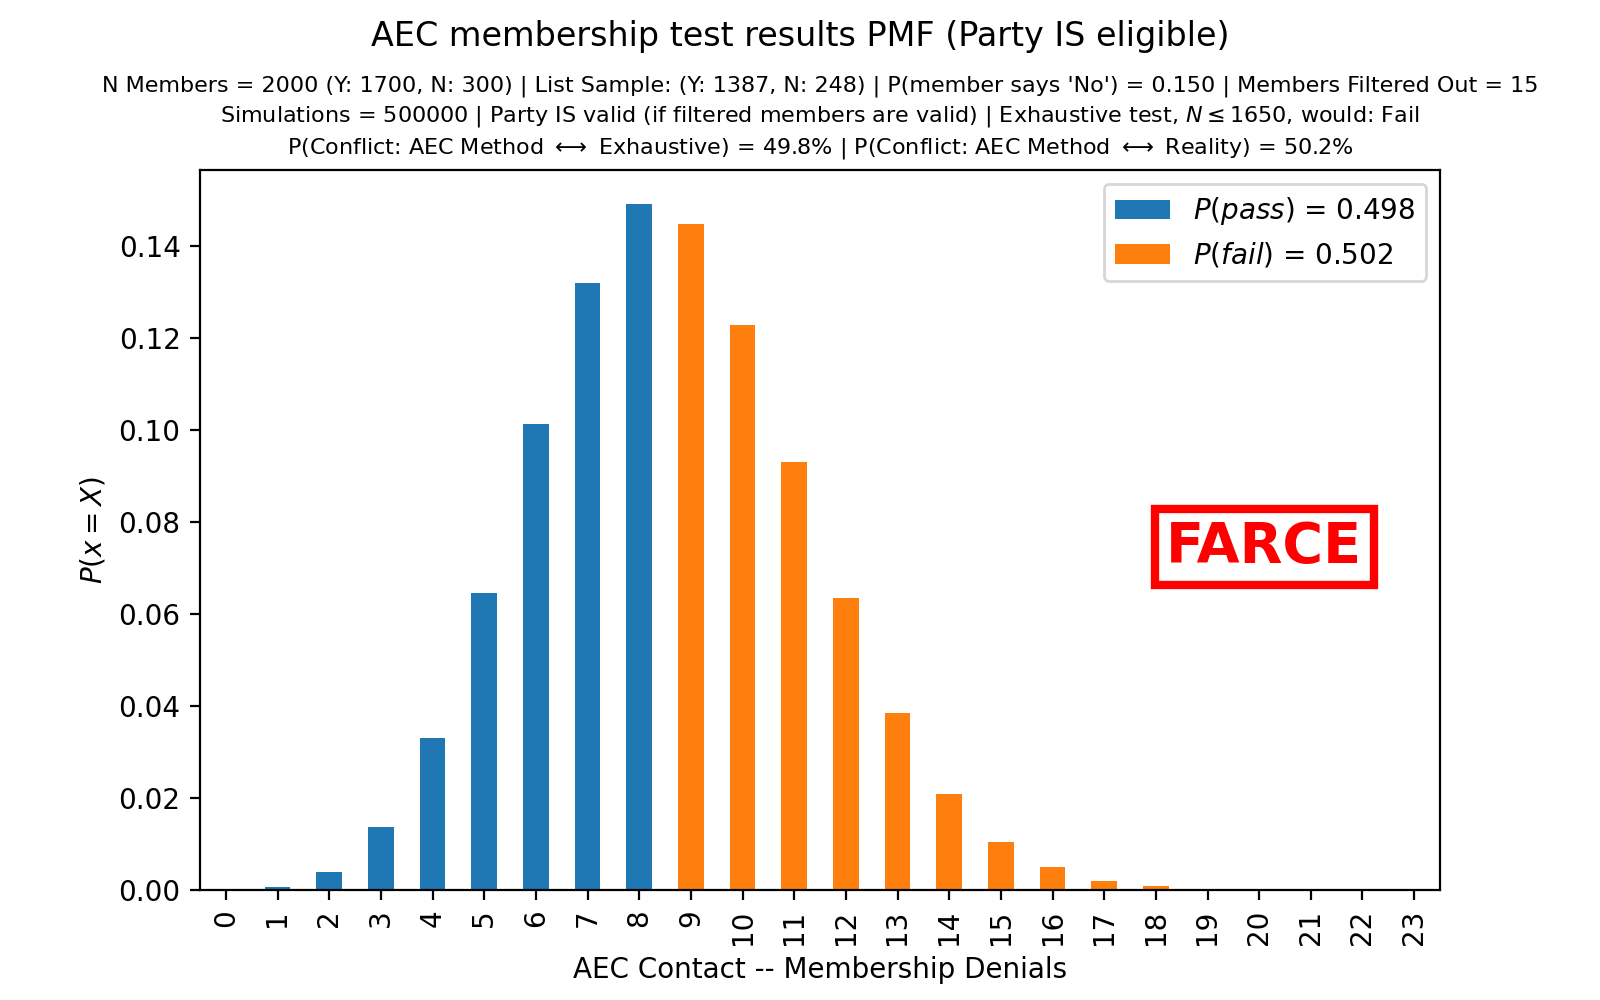 AEC membership test results PMF (Party IS eligible)
N Members = 2000 (Y: 1700, N: 300) | List Sample: (Y: 1387, N: 248) | P(member says 'No') = 0.150 | Members Filtered Out = 15
Simulations = 500000 | Party IS valid (if filtered members are valid) | Exhaustive test, N ≤ 1650, would: Fail
P(Conflict: AEC Method ⟷ Exhaustive) = 49.8% | P(Conflict: AEC Method ⟷ Reality) = 50.2%
P(pass) = 0.498
P(fail) = 0.502
0.14
0.12
0.10
0.08
0.06
0.04
0.02
0.00
P(x = X)
FARCE
0 1 2 3 4 5 6 7 8 9 10 11 12 13 14 15 16 17 18 19 20 21 22 23
AEC Contact -- Membership Denials